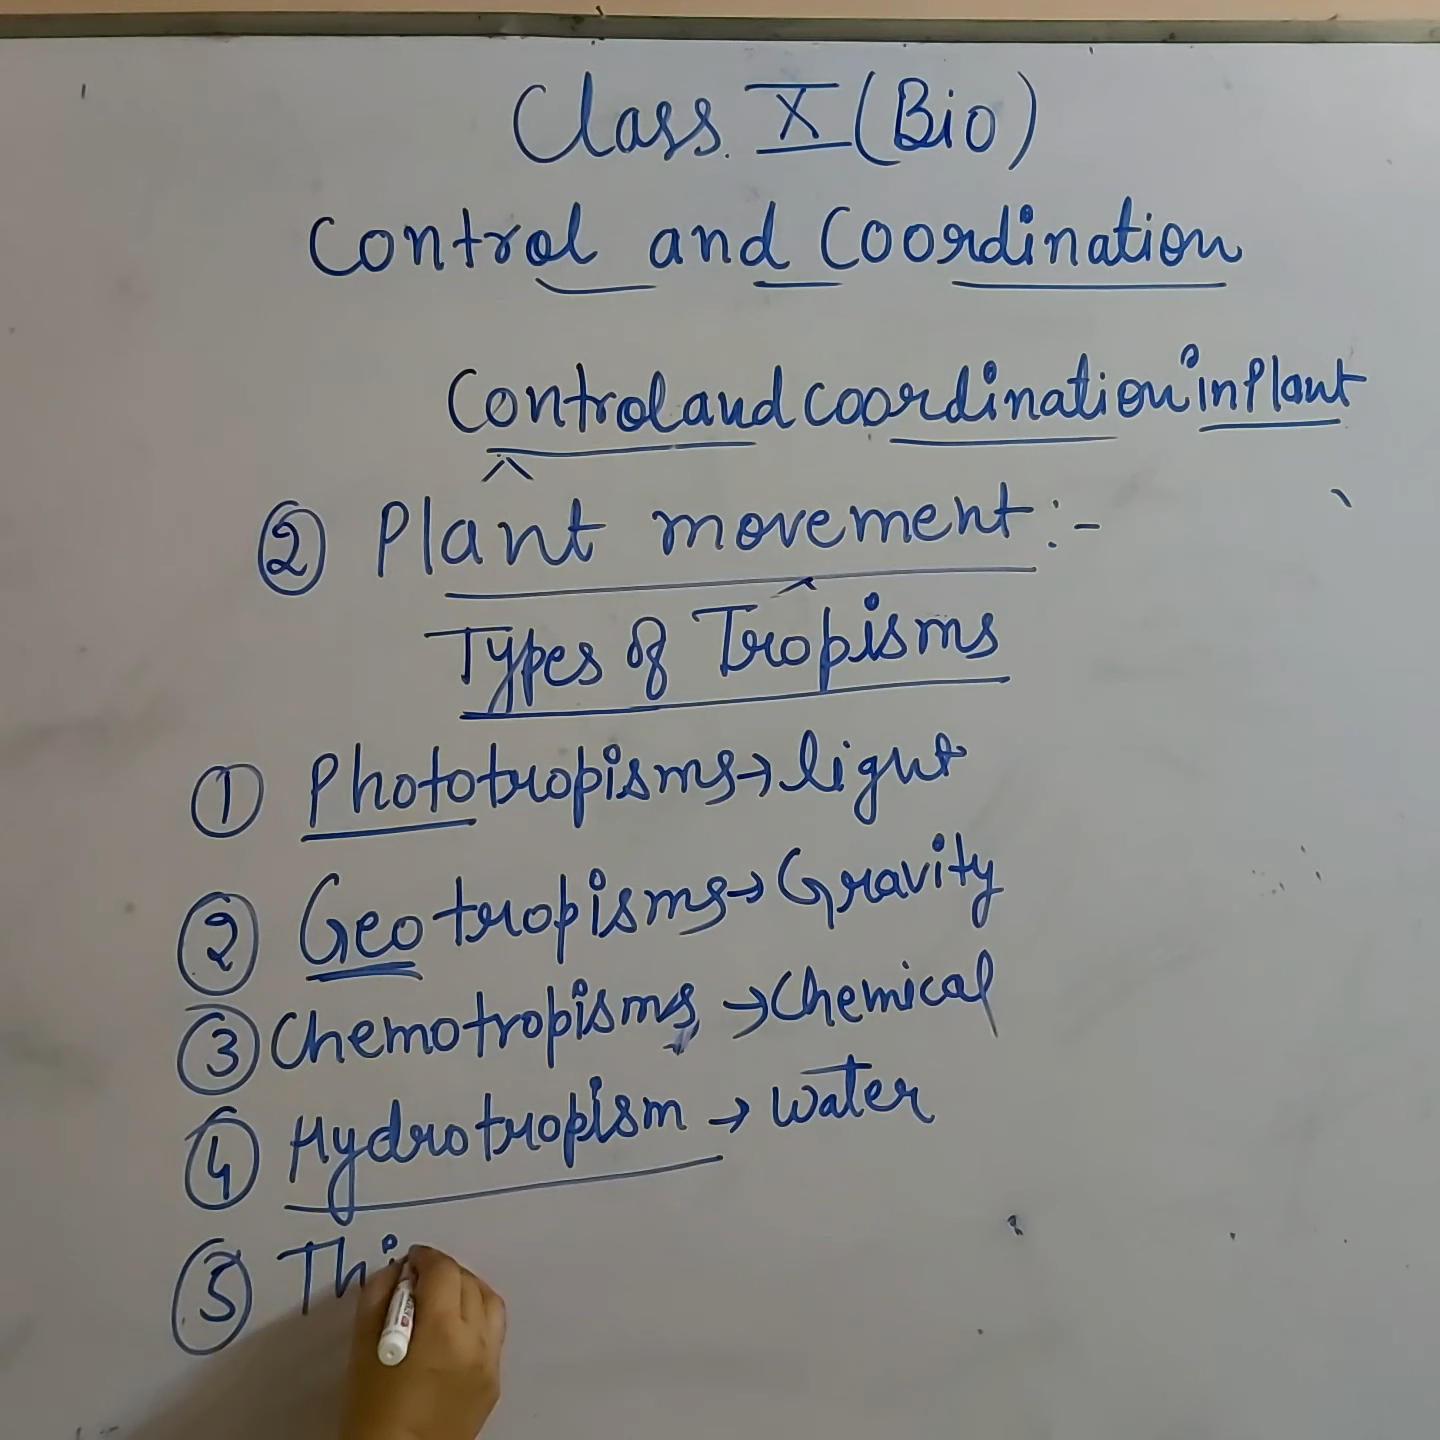 Class X (Bio)
Control and Coordination
Control and coordination in Plant
② Plant movement :-
Types of Tropisms
① Phototropisms → light
② Geotropisms → Gravity
③ Chemotropisms → Chemical
④ Hydrotropism → water
⑤ Thi